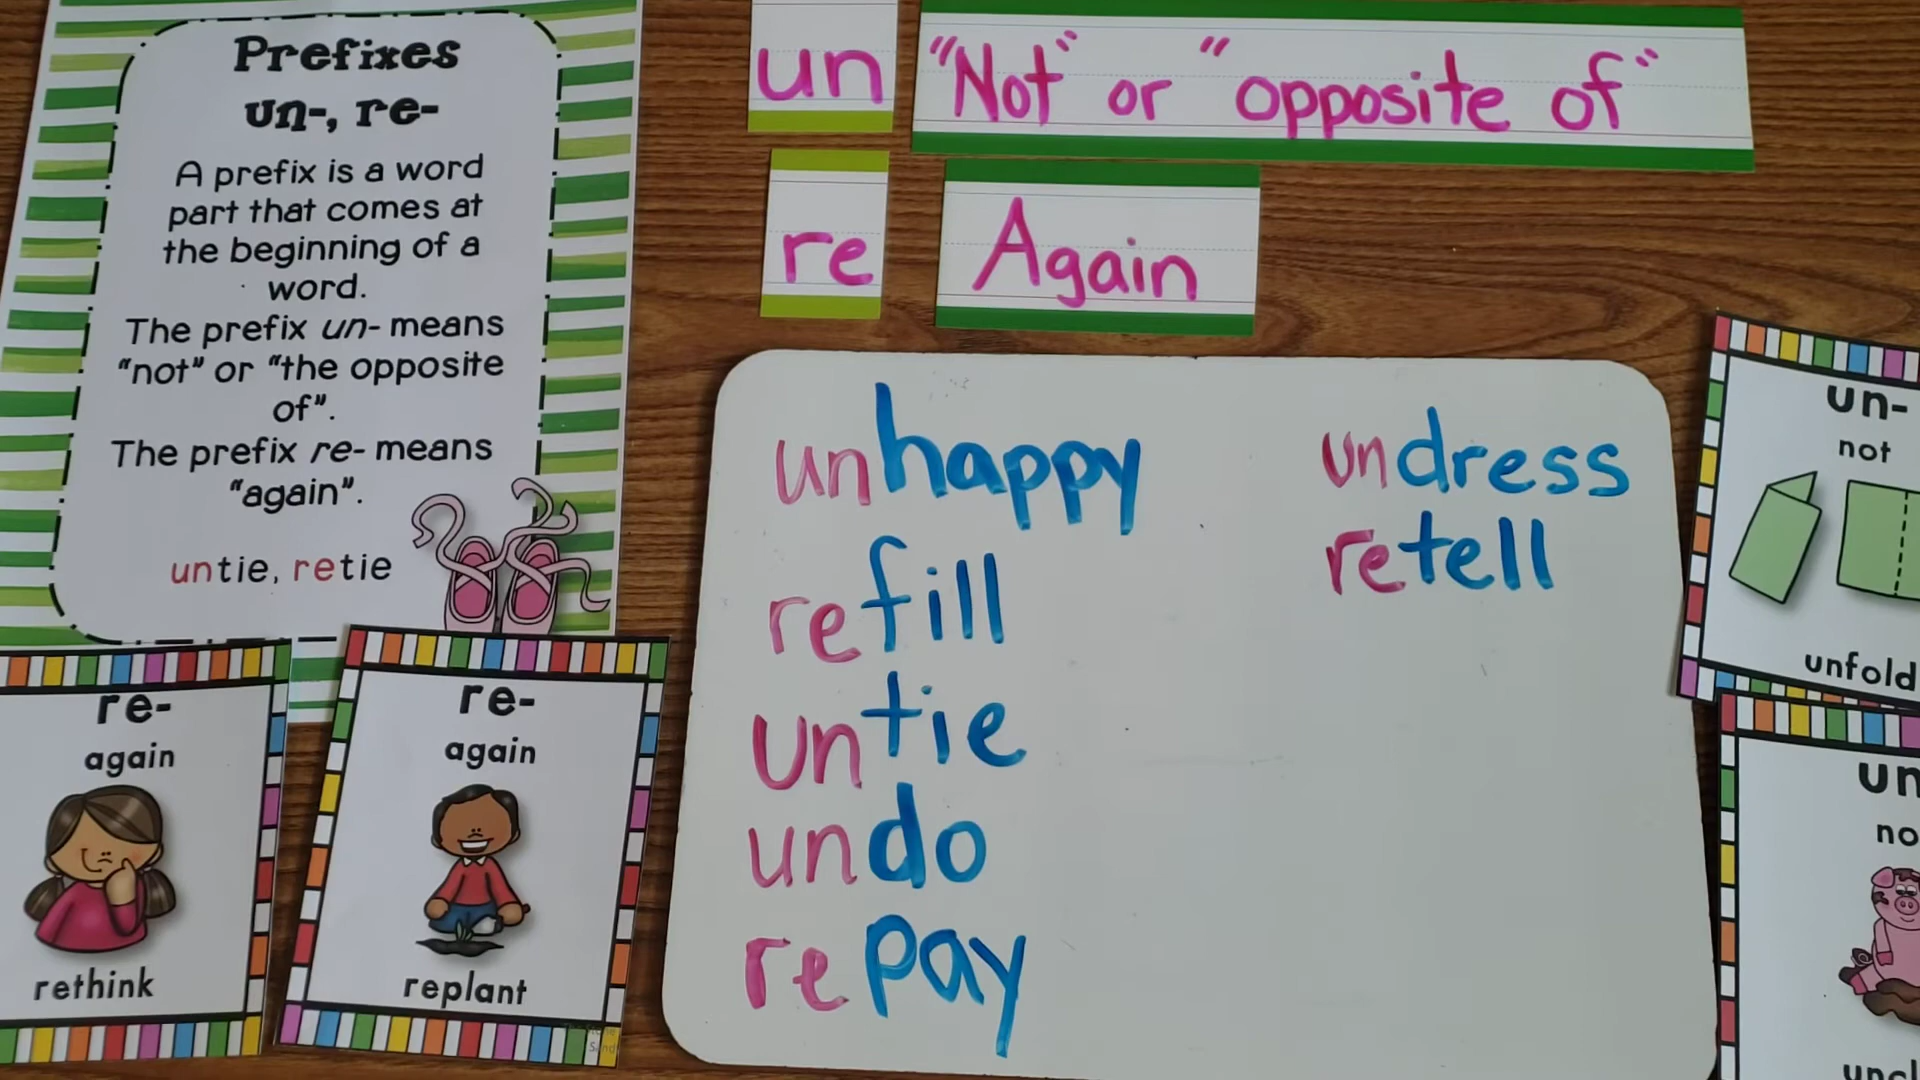 Prefixes
un-, re-
A prefix is a word
part that comes at
the beginning of a
word.
The prefix un- means
"not" or "the opposite
of".
The prefix re- means
"again".
untie, retie
un
"Not" or "opposite of"
re
Again
unhappy
refill
untie
undo
repay
undress
retell
re-
again
rethink
re-
again
replant
un-
not
unfold
un
no